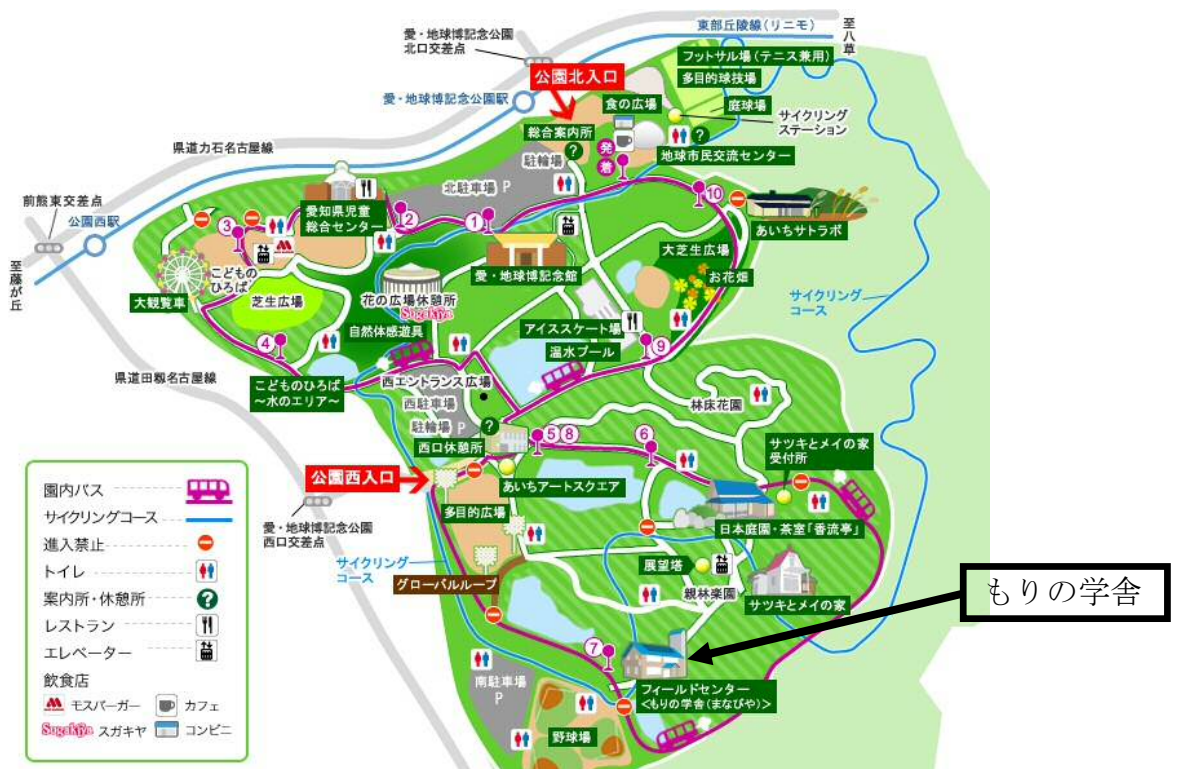 東部丘陵線(リニモ)
至八草
愛・地球博記念公園
北口交差点
公園北入口
フットサル場(テニス兼用)
多目的球技場
愛・地球博記念公園駅
食の広場
庭球場
サイクリング
ステーション
総合案内所
?
発
着
?
地球市民交流センター
県道力石名古屋線
駐輪場
北駐車場 P
前熊東交差点
公園西駅
至藤が丘
愛知県児童
総合センター
3
2
1
10
あいちサトラボ
大芝生広場
お花畑
愛・地球博記念館
こどもの
ひろば
大観覧車
芝生広場
花の広場休憩所
Sugakiya
自然体感遊具
サイクリング
コース
アイススケート場
温水プール
9
4
県道田籾名古屋線
こどものひろば
~水のエリア~
西エントランス広場
西駐車場
駐輪場 P
林床花園
?
西口休憩所
5
8
6
サツキとメイの家
受付所
公園西入口
あいちアートスクエア
多目的広場
日本庭園・茶室「香流亭」
愛・地球博記念公園
西口交差点
サイクリング
コース
展望塔
グローバルループ
親林楽園
サツキとメイの家
もりの学舎
7
南駐車場
P
フィールドセンター
<もりの学舎(まなびや)>
野球場
園内バス
サイクリングコース
進入禁止
トイレ
案内所・休憩所
?
レストラン
エレベーター
飲食店
モスバーガー
カフェ
Sugakiya スガキヤ
コンビニ